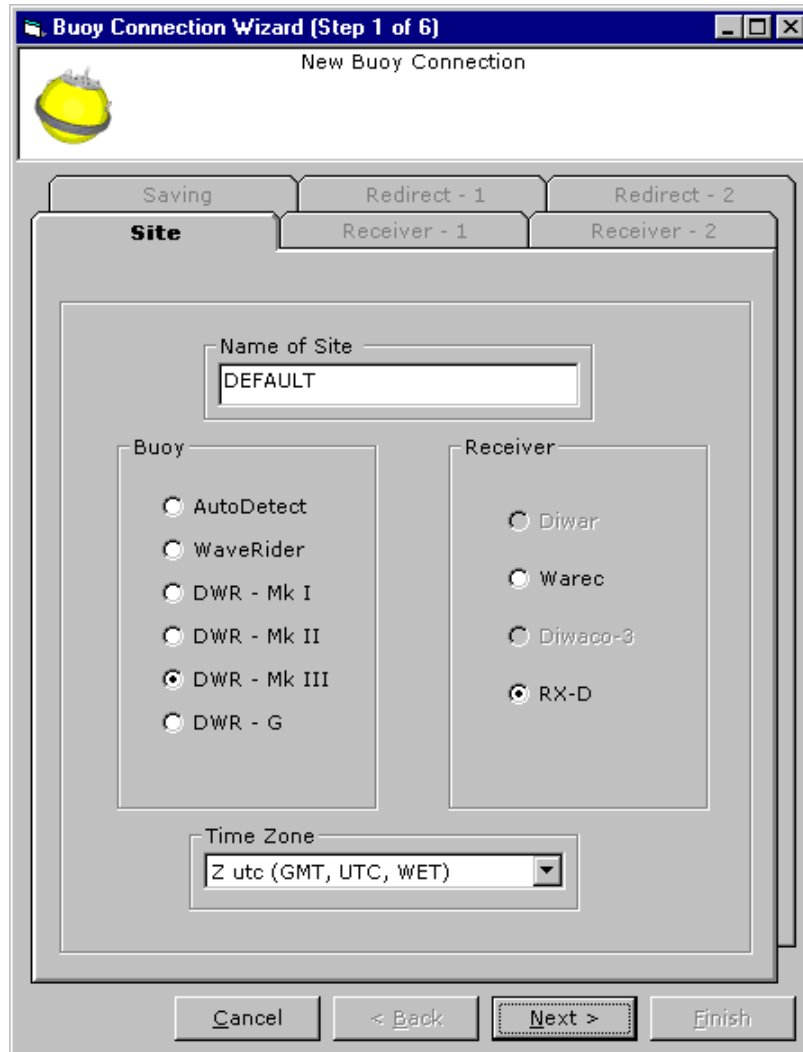 Buoy Connection Wizard (Step 1 of 6)
New Buoy Connection
Saving
Redirect - 1
Redirect - 2
Site
Receiver - 1
Receiver - 2
Name of Site
DEFAULT
Buoy
AutoDetect
WaveRider
DWR - Mk I
DWR - Mk II
DWR - Mk III
DWR - G
Receiver
Diwar
Warec
Diwaco-3
RX-D
Time Zone
Z utc (GMT, UTC, WET)
Cancel
< Back
Next >
Finish